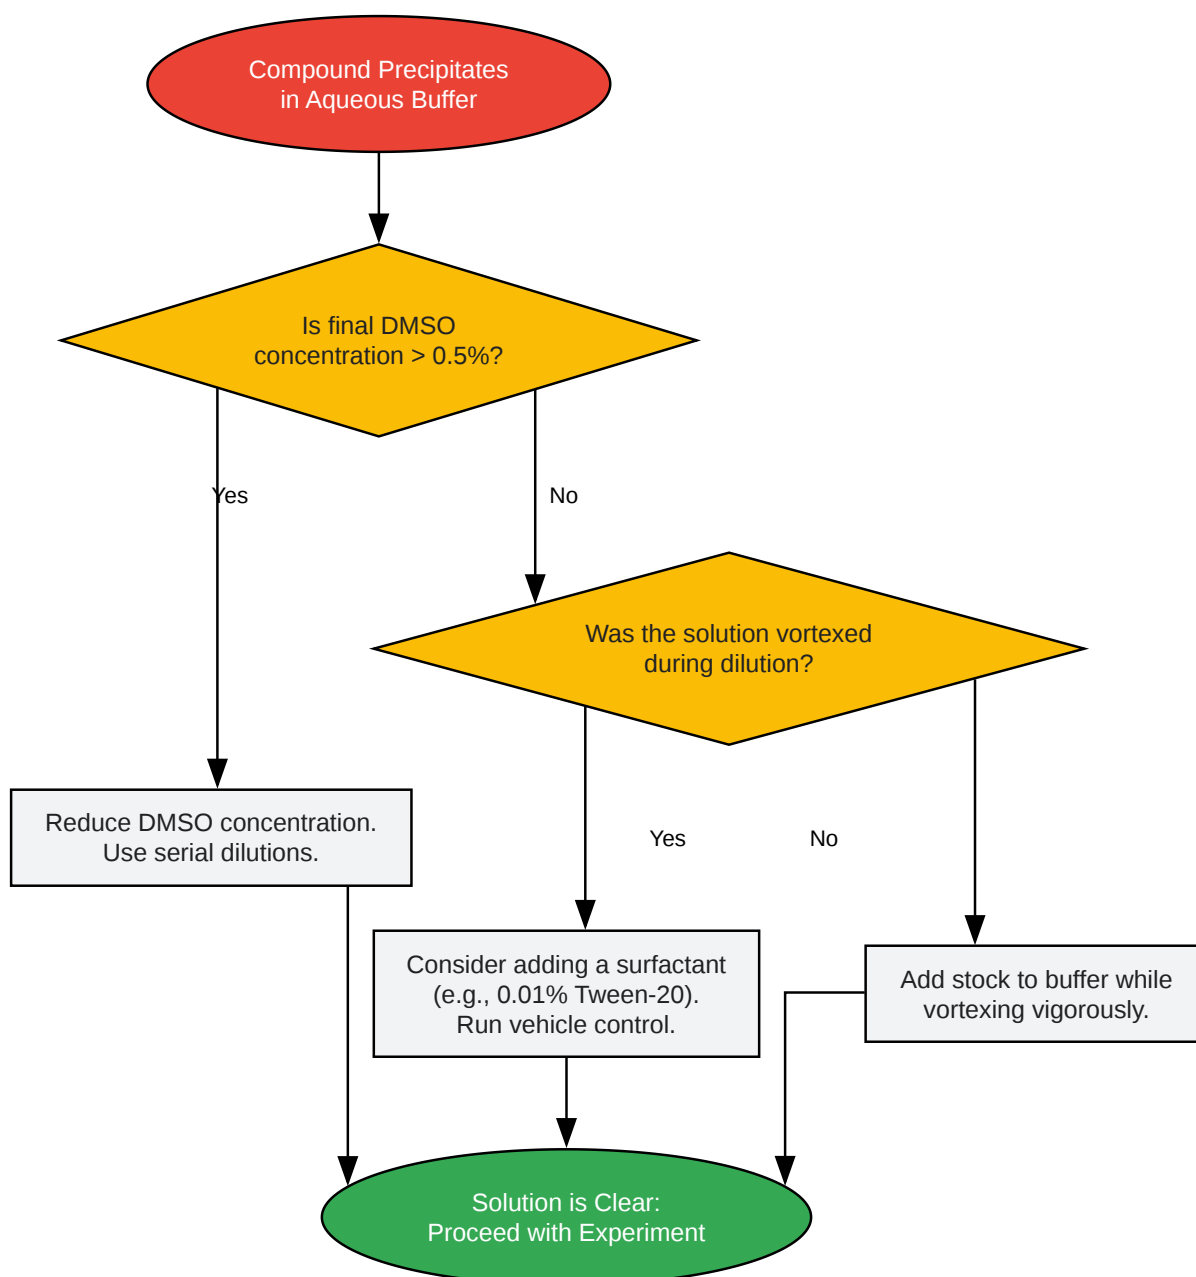 Compound Precipitates
in Aqueous Buffer
Is final DMSO
concentration > 0.5%?
Yes
No
Was the solution vortexed
during dilution?
Reduce DMSO concentration.
Use serial dilutions.
Yes
No
Consider adding a surfactant
(e.g., 0.01% Tween-20).
Run vehicle control.
Add stock to buffer while
vortexing vigorously.
Solution is Clear:
Proceed with Experiment